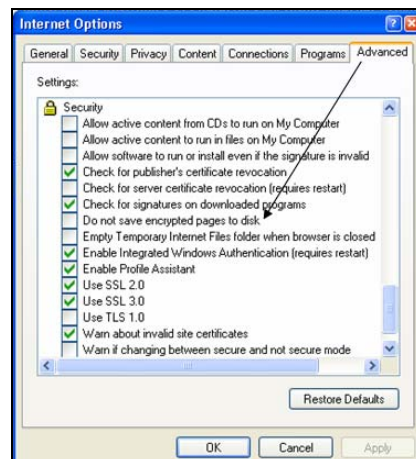 Internet Options
General Security Privacy Content Connections Programs Advanced
Settings:
Security
Allow active content from CDs to run on My Computer
Allow active content to run in files on My Computer
Allow software to run or install even if the signature is invalid
Check for publisher's certificate revocation
Check for server certificate revocation (requires restart)
Check for signatures on downloaded programs
Do not save encrypted pages to disk
Empty Temporary Internet Files folder when browser is closed
Enable Integrated Windows Authentication (requires restart)
Enable Profile Assistant
Use SSL 2.0
Use SSL 3.0
Use TLS 1.0
Warn about invalid site certificates
Warn if changing between secure and not secure mode
Restore Defaults
OK Cancel Apply